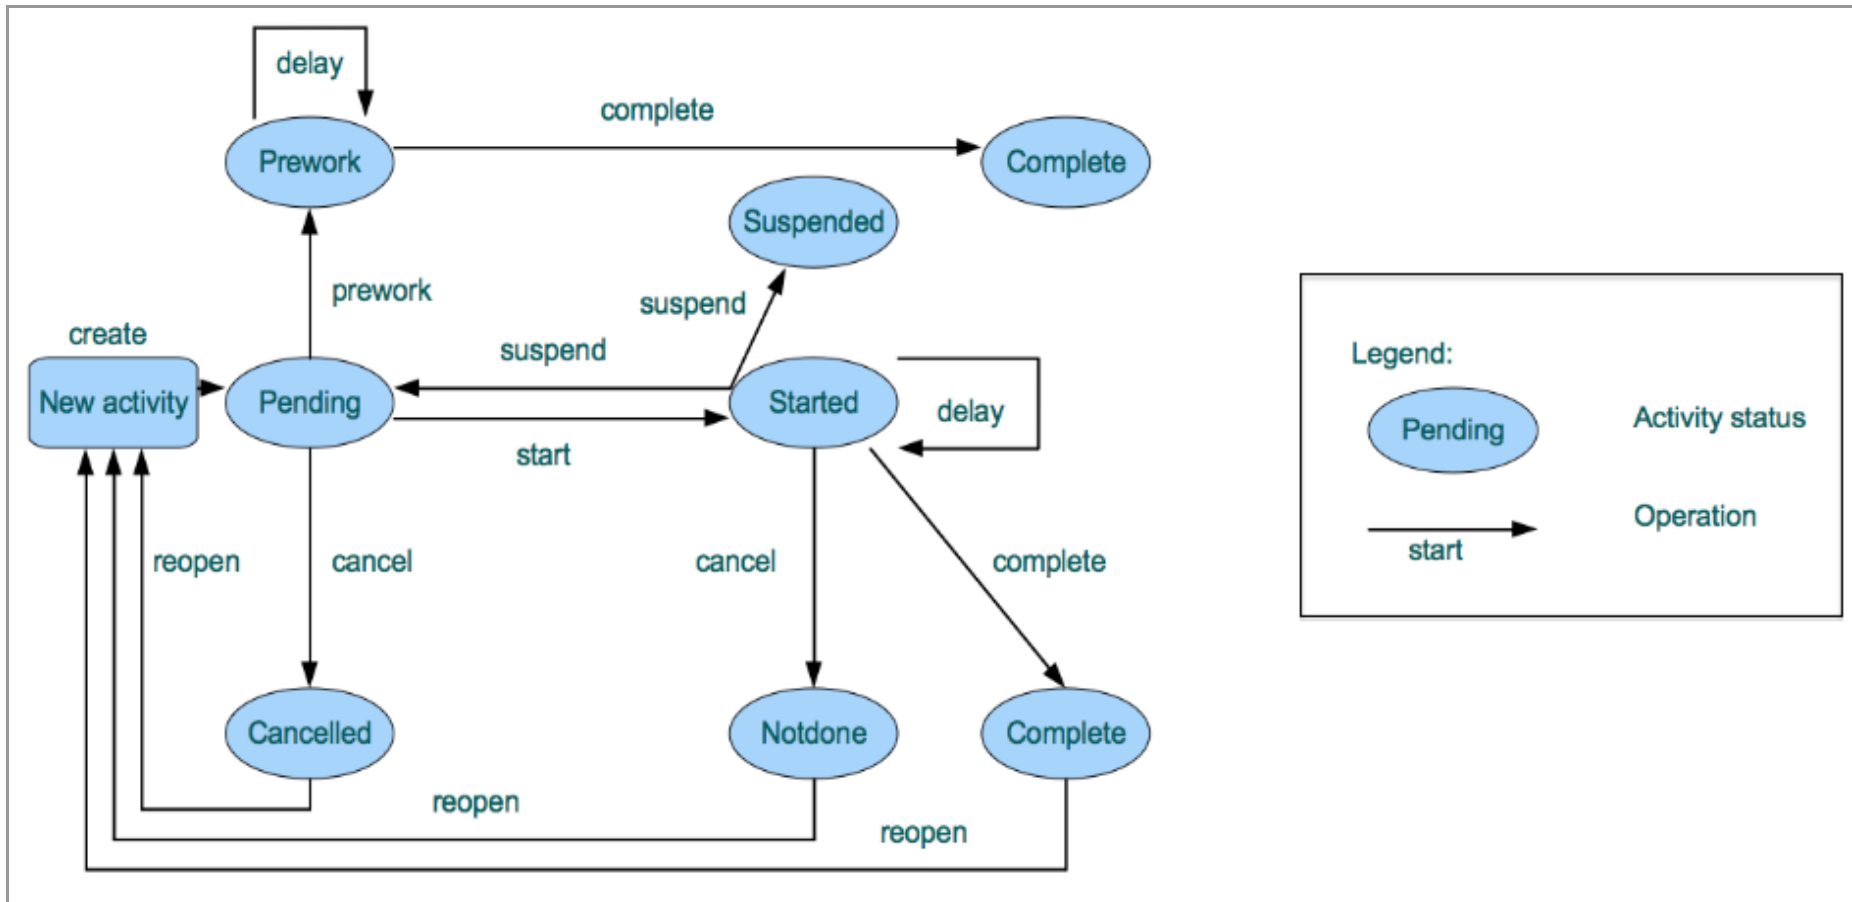 delay
complete
Prework
Complete
Suspended
prework
suspend
create
suspend
New activity
Pending
Started
delay
start
reopen
cancel
cancel
complete
Cancelled
Notdone
Complete
reopen
reopen
Legend:
Pending
Activity status
start
Operation